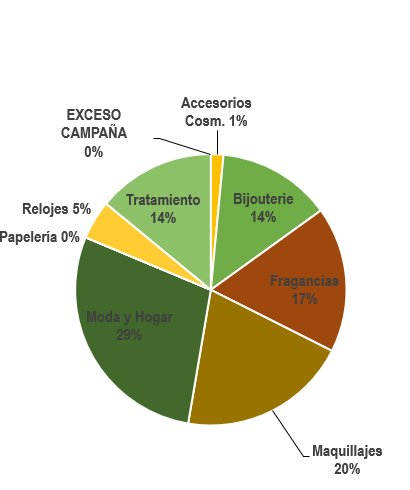 EXCESO
CAMPAÑA
0%
Accesorios
Cosm. 1%
Bijouterie
14%
Fragancias
17%
Maquillajes
20%
Moda y Hogar
29%
Papelería 0%
Relojes 5%
Tratamiento
14%